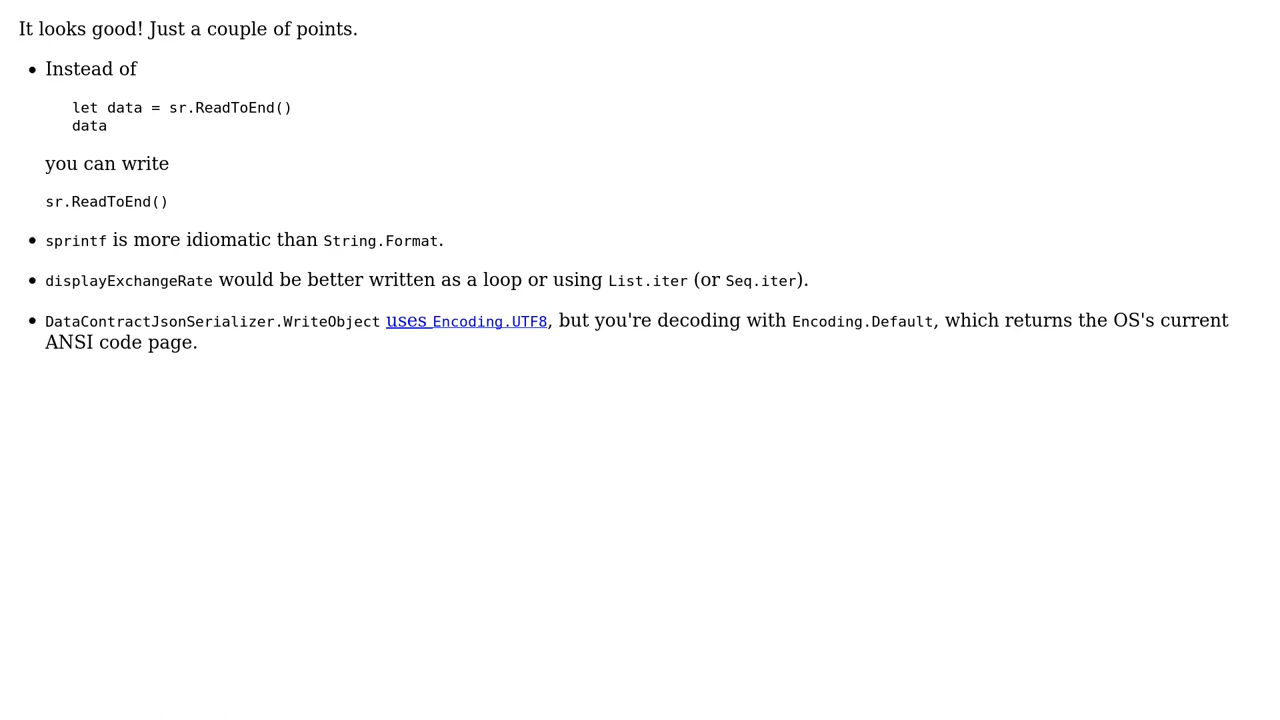 It looks good! Just a couple of points.
Instead of
let data = sr.ReadToEnd()
data
you can write
sr.ReadToEnd()
sprintf is more idiomatic than String.Format.
displayExchangeRate would be better written as a loop or using List.iter (or Seq.iter).
DataContractJsonSerializer.WriteObject uses Encoding.UTF8, but you're decoding with Encoding.Default, which returns the OS's current
ANSI code page.